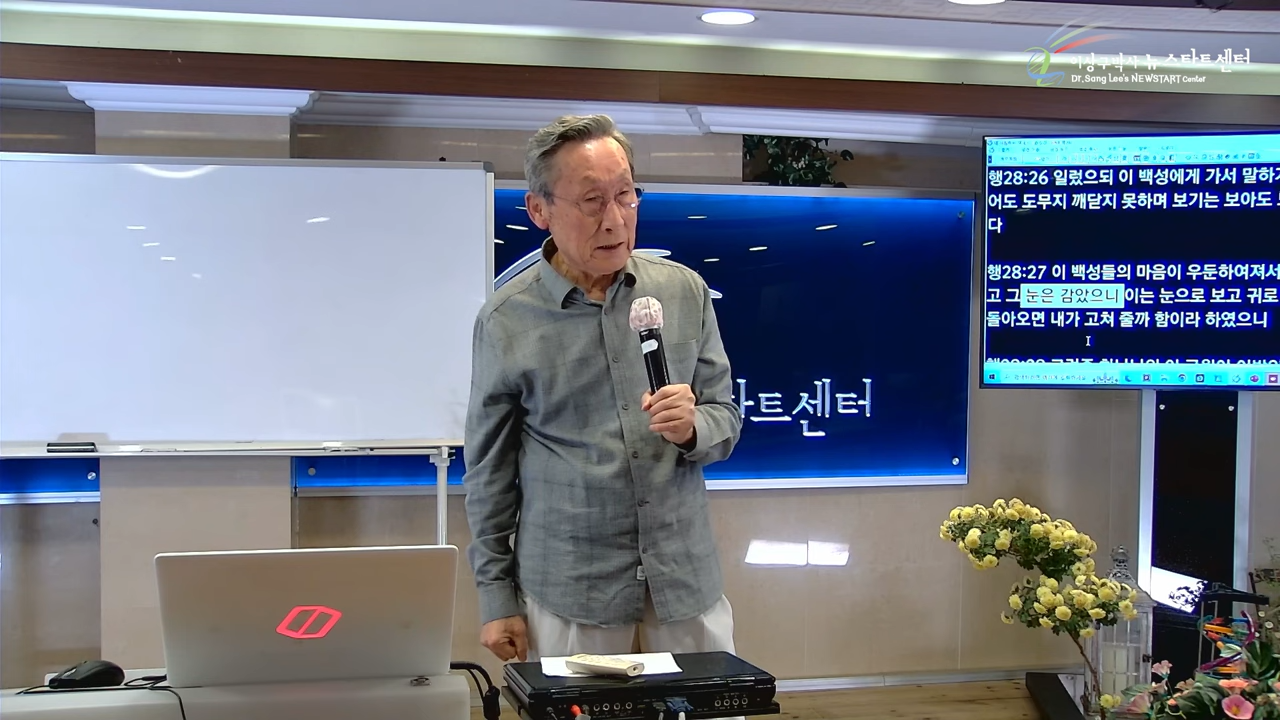 이상구박사 뉴스타트센터
Dr. Sang Lee's NEWSTART Center
행28:26 일렀으되 이 백성에게 가서 말하기
어도 도무지 깨닫지 못하며 보기는 보아도
다
행28:27 이 백성들의 마음이 우둔하여져서
고 그 눈은 감았으니 이는 눈으로 보고 귀로
돌아오면 내가 고쳐 줄까 함이라 하였으니
타트센터